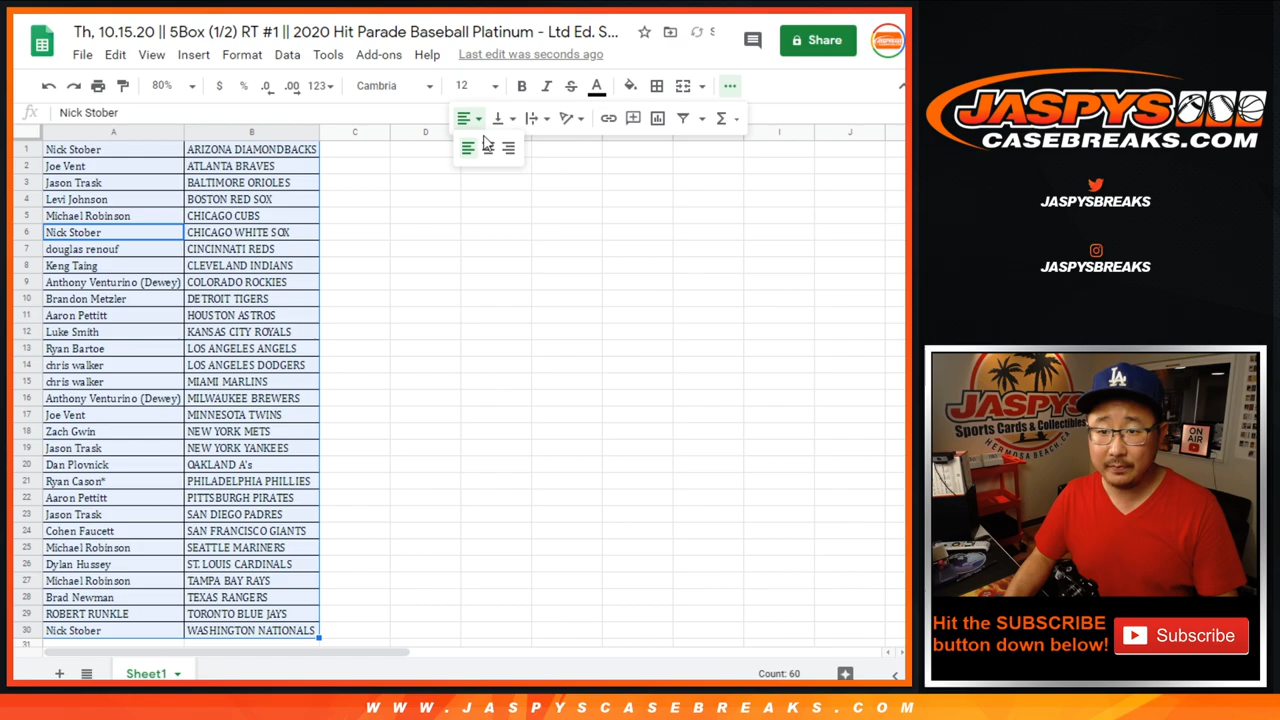 Th, 10.15.20 || 5Box (1/2) RT #1 || 2020 Hit Parade Baseball Platinum - Ltd Ed. S...
File Edit View Insert Format Data Tools Add-ons Help Last edit was seconds ago
Share
80% $ % .0 .00 123 Cambria 12 B I S A
fx Nick Stober
A B C D I J
1 Nick Stober ARIZONA DIAMONDBACKS
2 Joe Vent ATLANTA BRAVES
3 Jason Trask BALTIMORE ORIOLES
4 Levi Johnson BOSTON RED SOX
5 Michael Robinson CHICAGO CUBS
6 Nick Stober CHICAGO WHITE SOX
7 douglas renouf CINCINNATI REDS
8 Keng Taing CLEVELAND INDIANS
9 Anthony Venturino (Dewey) COLORADO ROCKIES
10 Brandon Metzler DETROIT TIGERS
11 Aaron Pettitt HOUSTON ASTROS
12 Luke Smith KANSAS CITY ROYALS
13 Ryan Bartoe LOS ANGELES ANGELS
14 chris walker LOS ANGELES DODGERS
15 chris walker MIAMI MARLINS
16 Anthony Venturino (Dewey) MILWAUKEE BREWERS
17 Joe Vent MINNESOTA TWINS
18 Zach Gwin NEW YORK METS
19 Jason Trask NEW YORK YANKEES
20 Dan Plovnick OAKLAND A's
21 Ryan Cason* PHILADELPHIA PHILLIES
22 Aaron Pettitt PITTSBURGH PIRATES
23 Jason Trask SAN DIEGO PADRES
24 Cohen Faucett SAN FRANCISCO GIANTS
25 Michael Robinson SEATTLE MARINERS
26 Dylan Hussey ST. LOUIS CARDINALS
27 Michael Robinson TAMPA BAY RAYS
28 Brad Newman TEXAS RANGERS
29 ROBERT RUNKLE TORONTO BLUE JAYS
30 Nick Stober WASHINGTON NATIONALS
31
Sheet1 Count: 60
JASPYS
CASEBREAKS.COM
JASPYSBREAKS
JASPYSBREAKS
JASPYS
Sports Cards & Collectibles
HERMOSA BEACH, CA
LA
ON
AIR
Hit the SUBSCRIBE
button down below!
Subscribe
WWW.JASPYSCASEBREAKS.COM